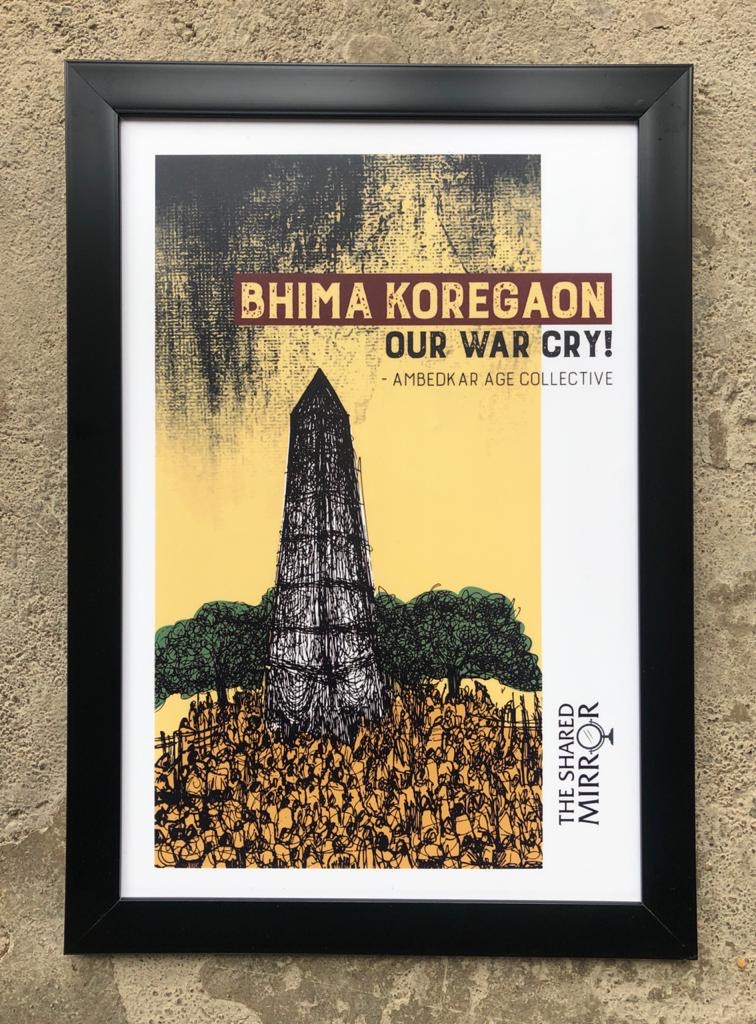 BHIMA KOREGAON
OUR WAR CRY!
- AMBEDKAR AGE COLLECTIVE
THE SHARED
MIRROR